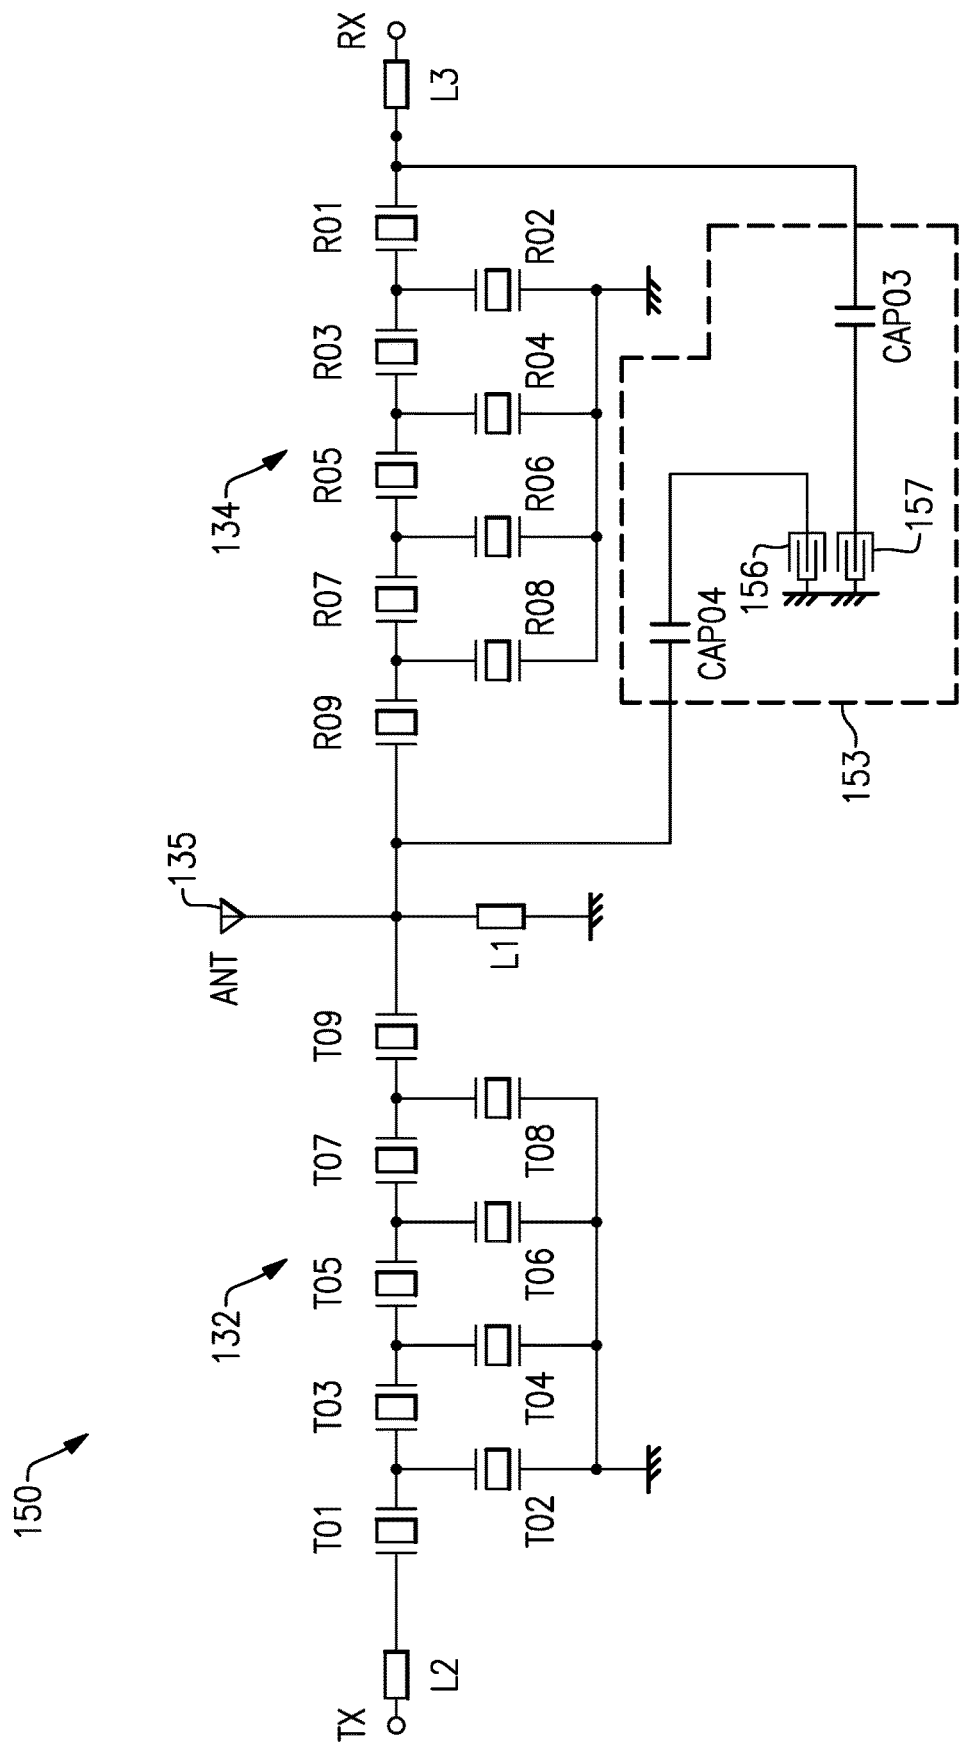 150
132
134
ANT
135
TX
L2
T01
T03
T05
T07
T09
R09
R07
R05
R03
R01
L3
RX
T02
T04
T06
T08
L1
R08
R06
R04
R02
CAP04
156
157
CAP03
153